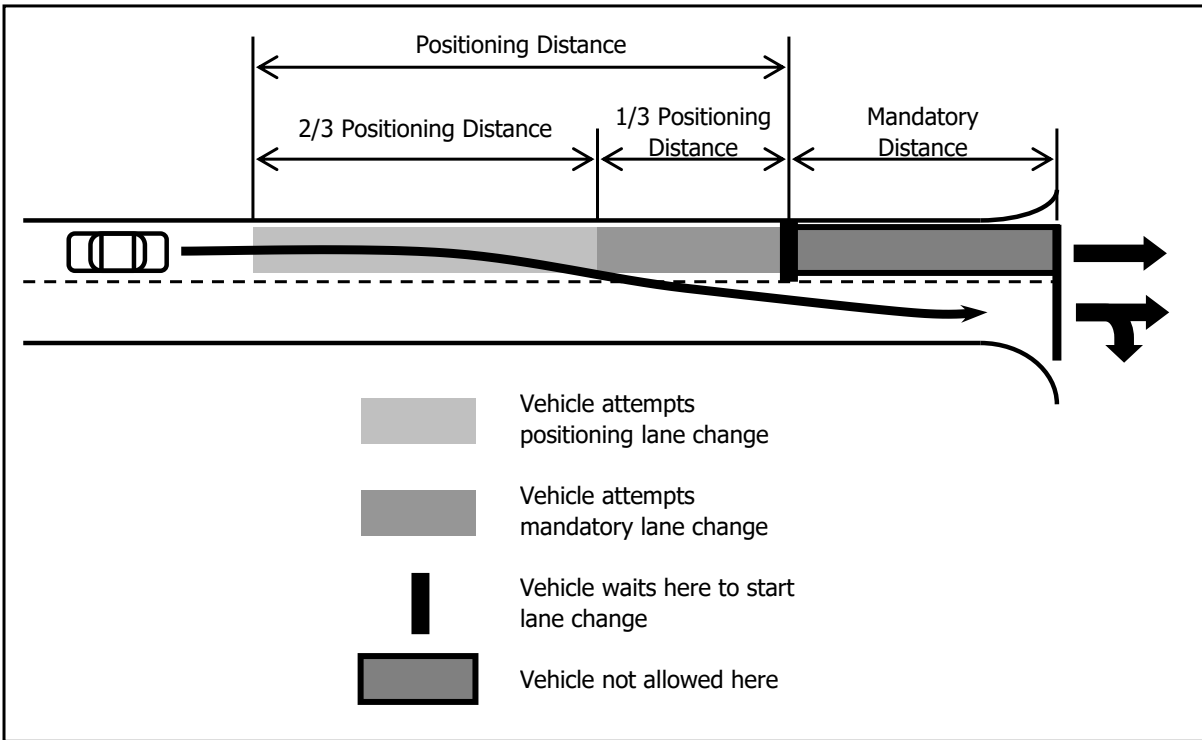 Positioning Distance
2/3 Positioning Distance
1/3 Positioning
Distance
Mandatory
Distance
Vehicle attempts
positioning lane change
Vehicle attempts
mandatory lane change
Vehicle waits here to start
lane change
Vehicle not allowed here